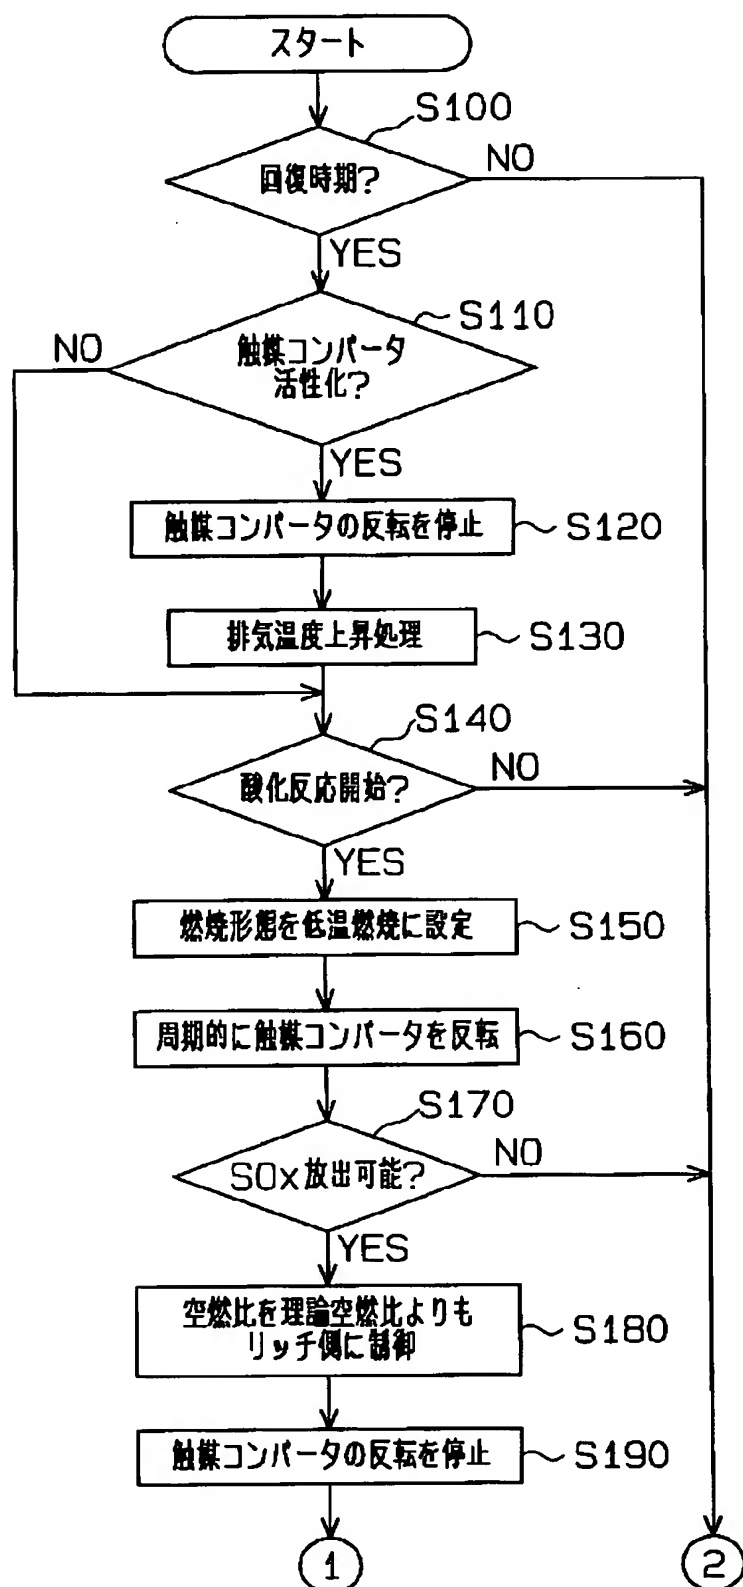 スタート
S100
回復時期?
NO
YES
S110
触媒コンバータ
活性化?
NO
YES
触媒コンバータの反転を停止
S120
排気温度上昇処理
S130
S140
酸化反応開始?
NO
YES
燃焼形態を低温燃焼に設定
S150
周期的に触媒コンバータを反転
S160
S170
SOx放出可能?
NO
YES
空燃比を理論空燃比よりも
リッチ側に制御
S180
触媒コンバータの反転を停止
S190
1
2